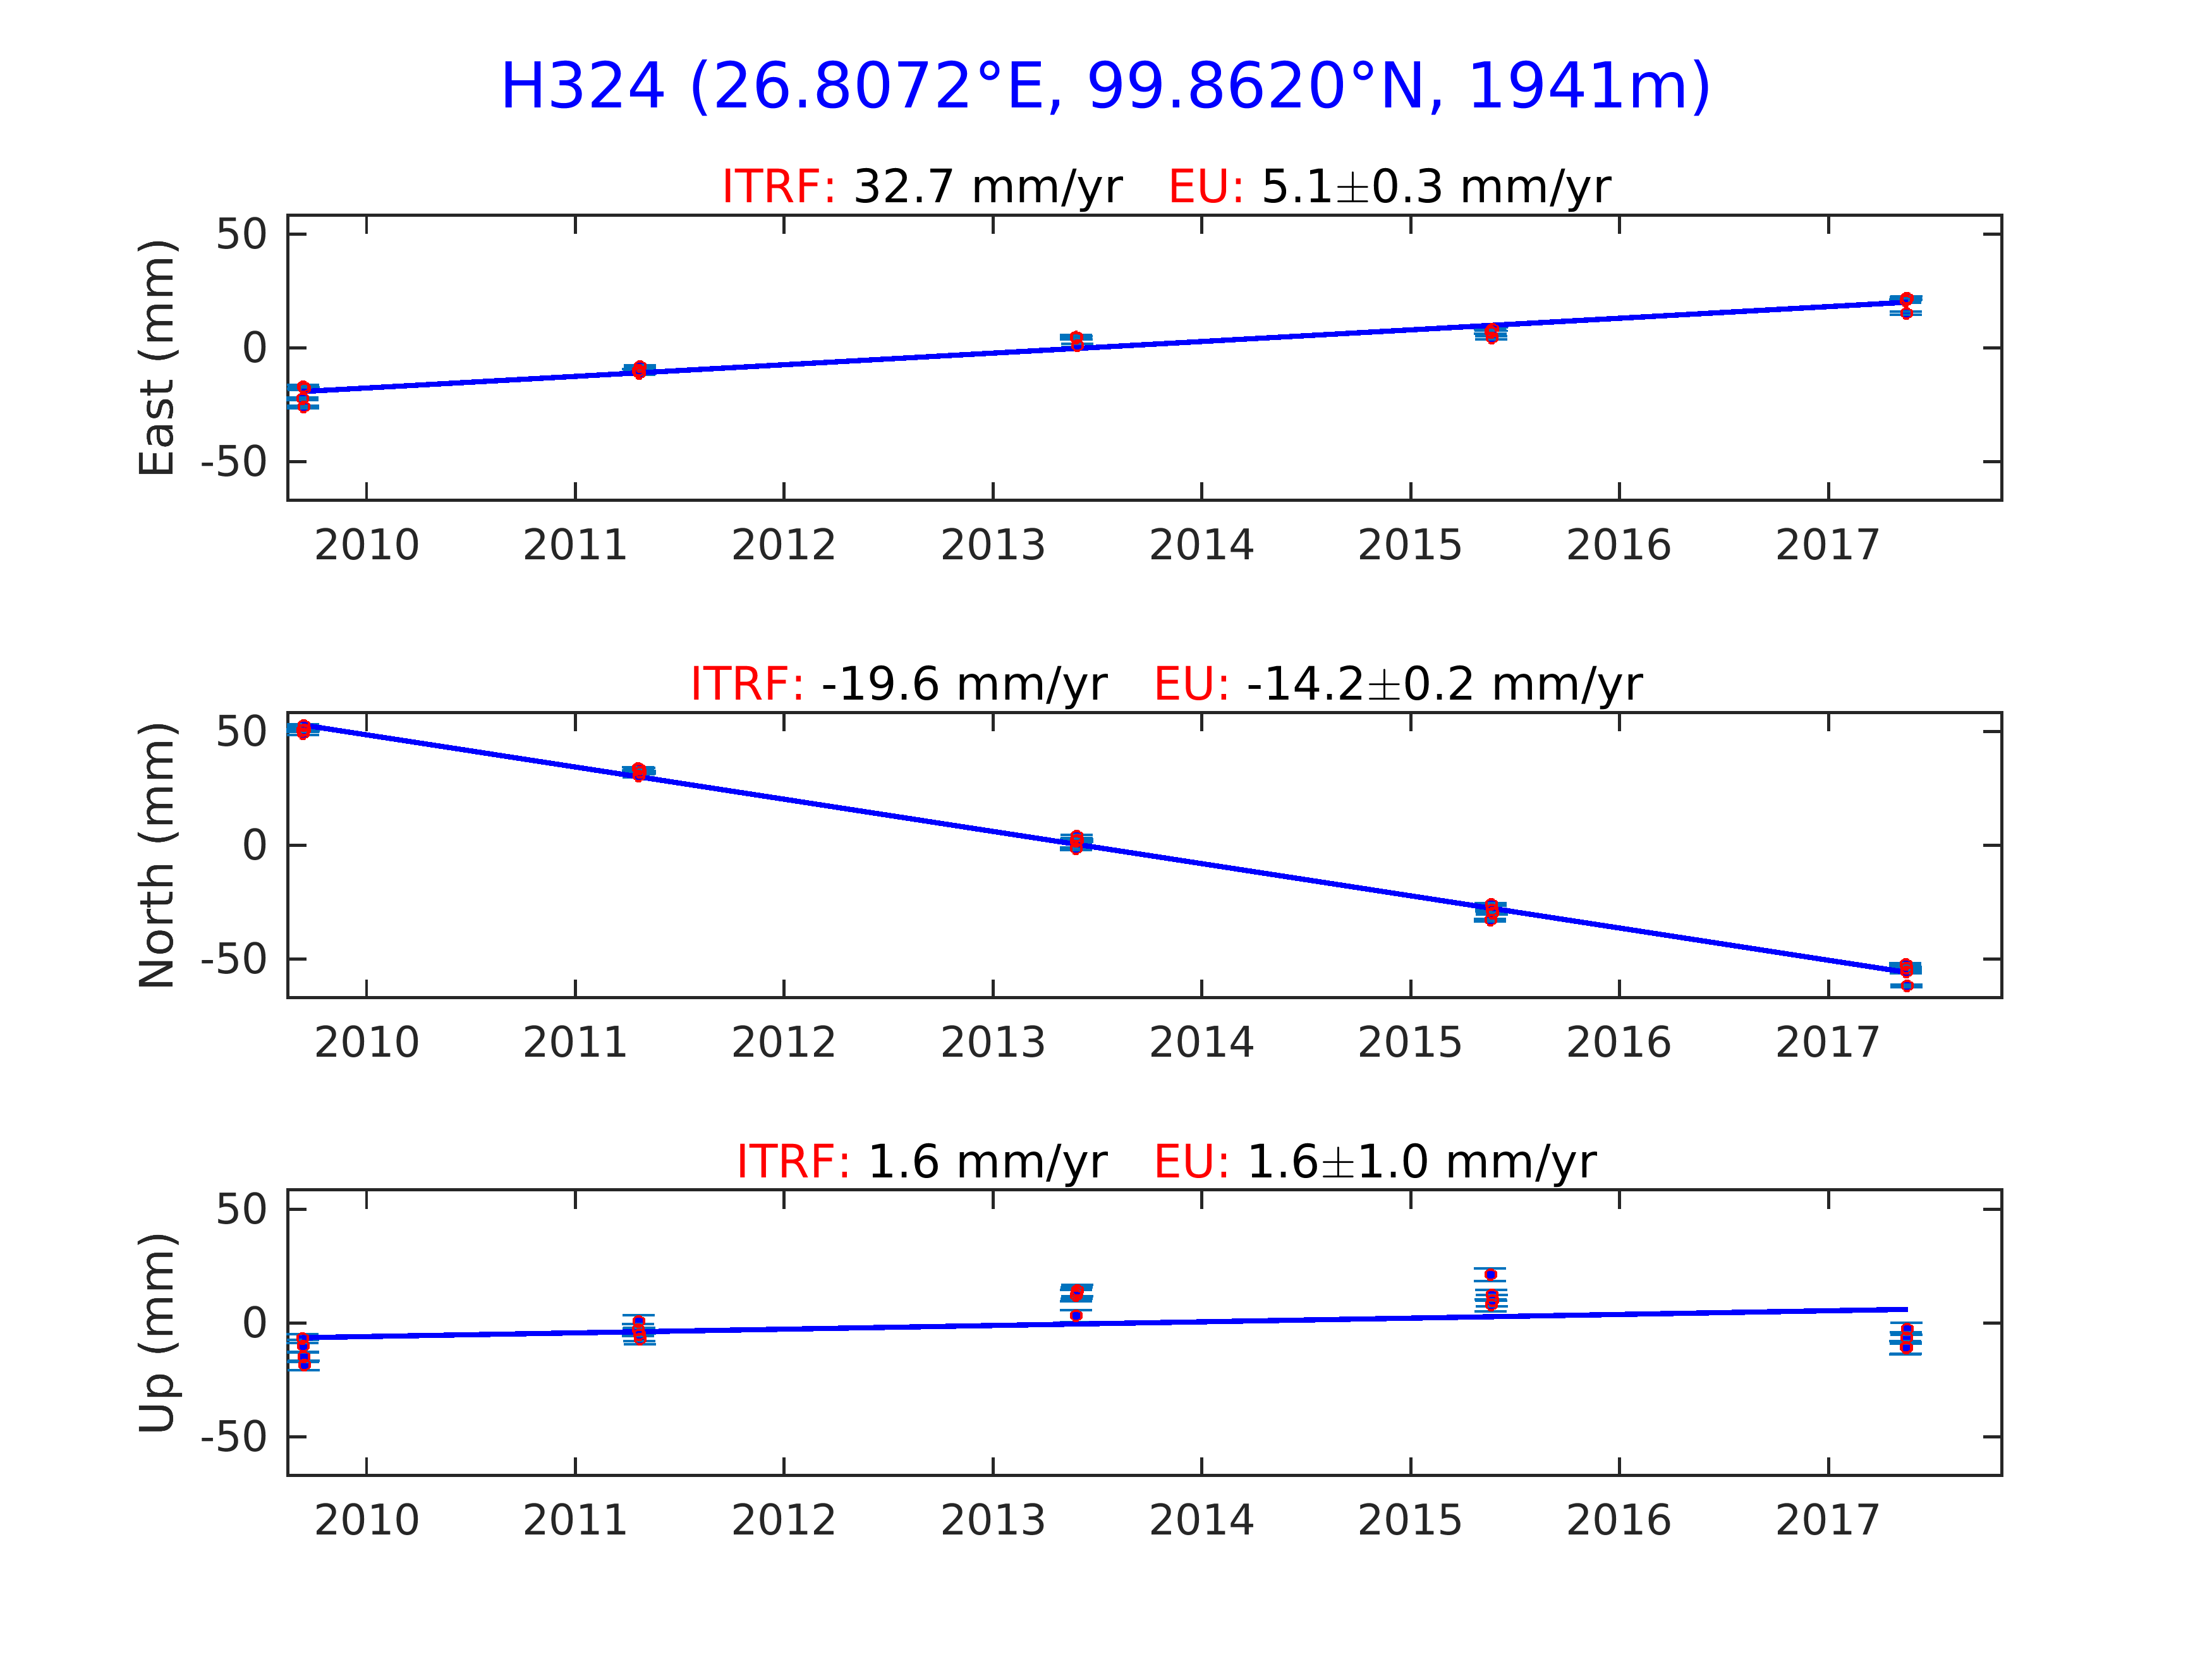 H324 (26.8072°E, 99.8620°N, 1941m)
ITRF: 32.7 mm/yr EU: 5.1±0.3 mm/yr
East (mm)
50
0
-50
2010 2011 2012 2013 2014 2015 2016 2017
ITRF: -19.6 mm/yr EU: -14.2±0.2 mm/yr
North (mm)
50
0
-50
2010 2011 2012 2013 2014 2015 2016 2017
ITRF: 1.6 mm/yr EU: 1.6±1.0 mm/yr
Up (mm)
50
0
-50
2010 2011 2012 2013 2014 2015 2016 2017